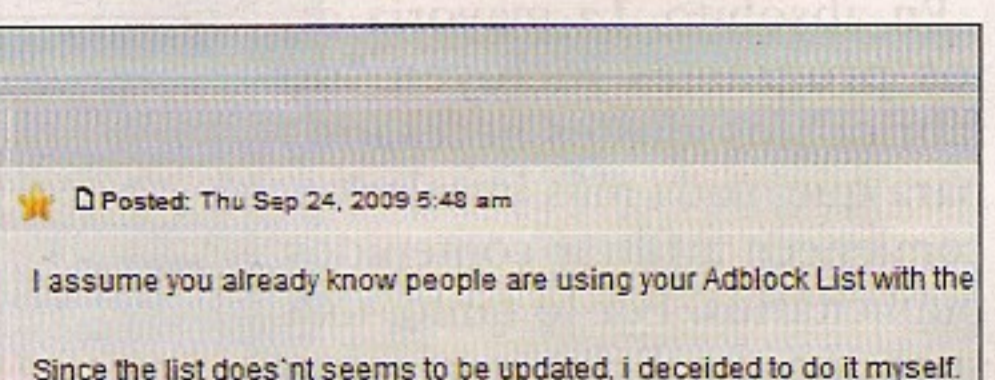 Posted: Thu Sep 24, 2009 5:48 am
I assume you already know people are using your Adblock List with the
Since the list does`nt seems to be updated, i deceided to do it myself.